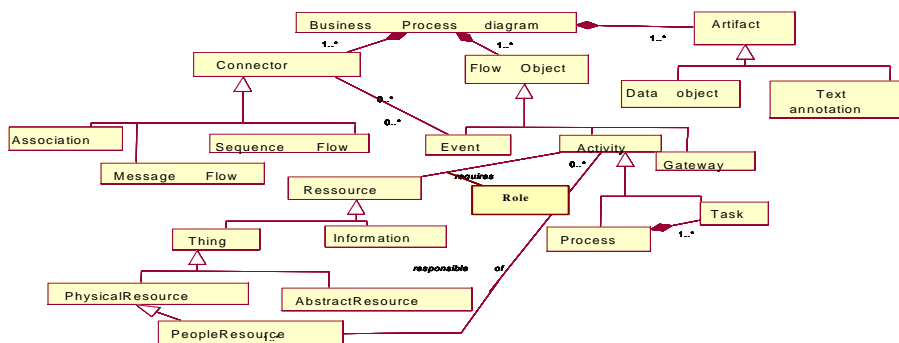 Business Process diagram
Artifact
1..*
1..*
1..*
Connector
Flow Object
Data object
Text
annotation
0..*
0..*
Association
Sequence Flow
Event
Activity
Gateway
Message Flow
0..*
requires
Ressource
Role
Task
Thing
Information
Process
1..*
responsible of
PhysicalResource
AbstractResource
PeopleResource
1..*